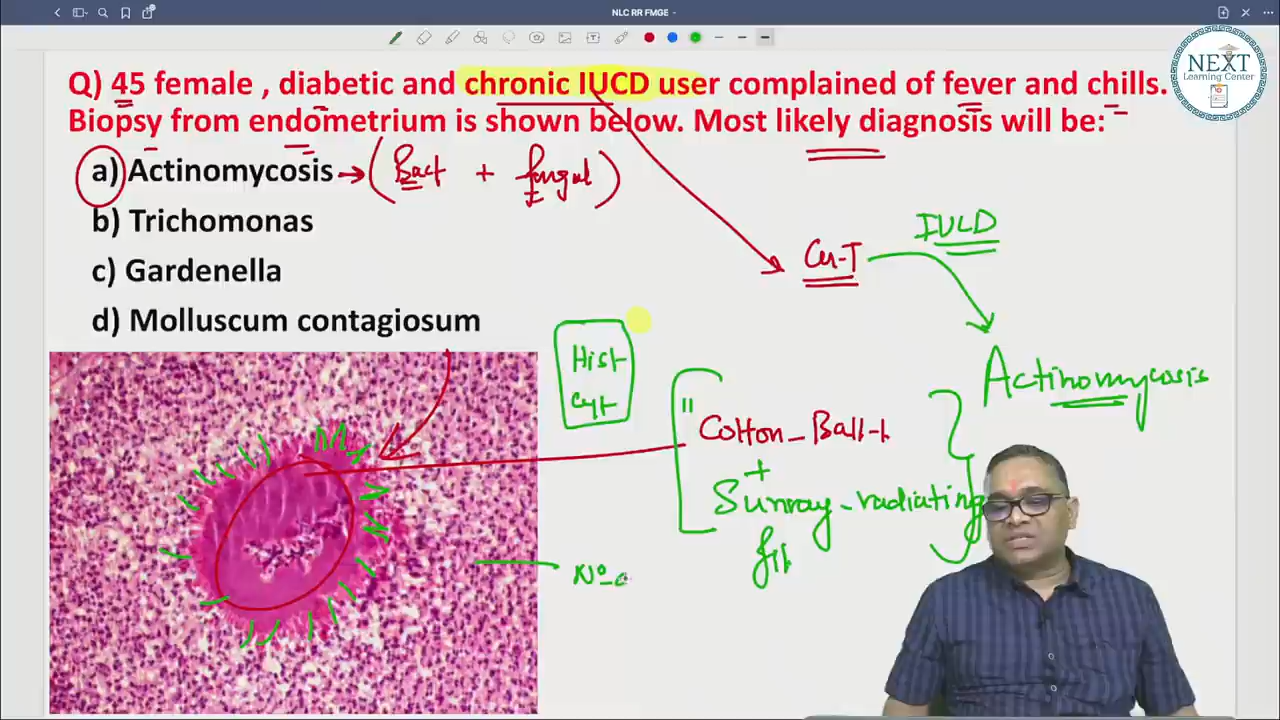 NLC RR FMGE
Q) 45 female , diabetic and chronic IUCD user complained of fever and chills.
Biopsy from endometrium is shown below. Most likely diagnosis will be:
a) Actinomycosis → (Bact + fungal)
b) Trichomonas
c) Gardenella
d) Molluscum contagiosum
NEXT
Learning Center
IUCD
Cu-T
Actinomycosis
Hist
Cyt
"Cotton-Ball-
+
Sunray-radiating